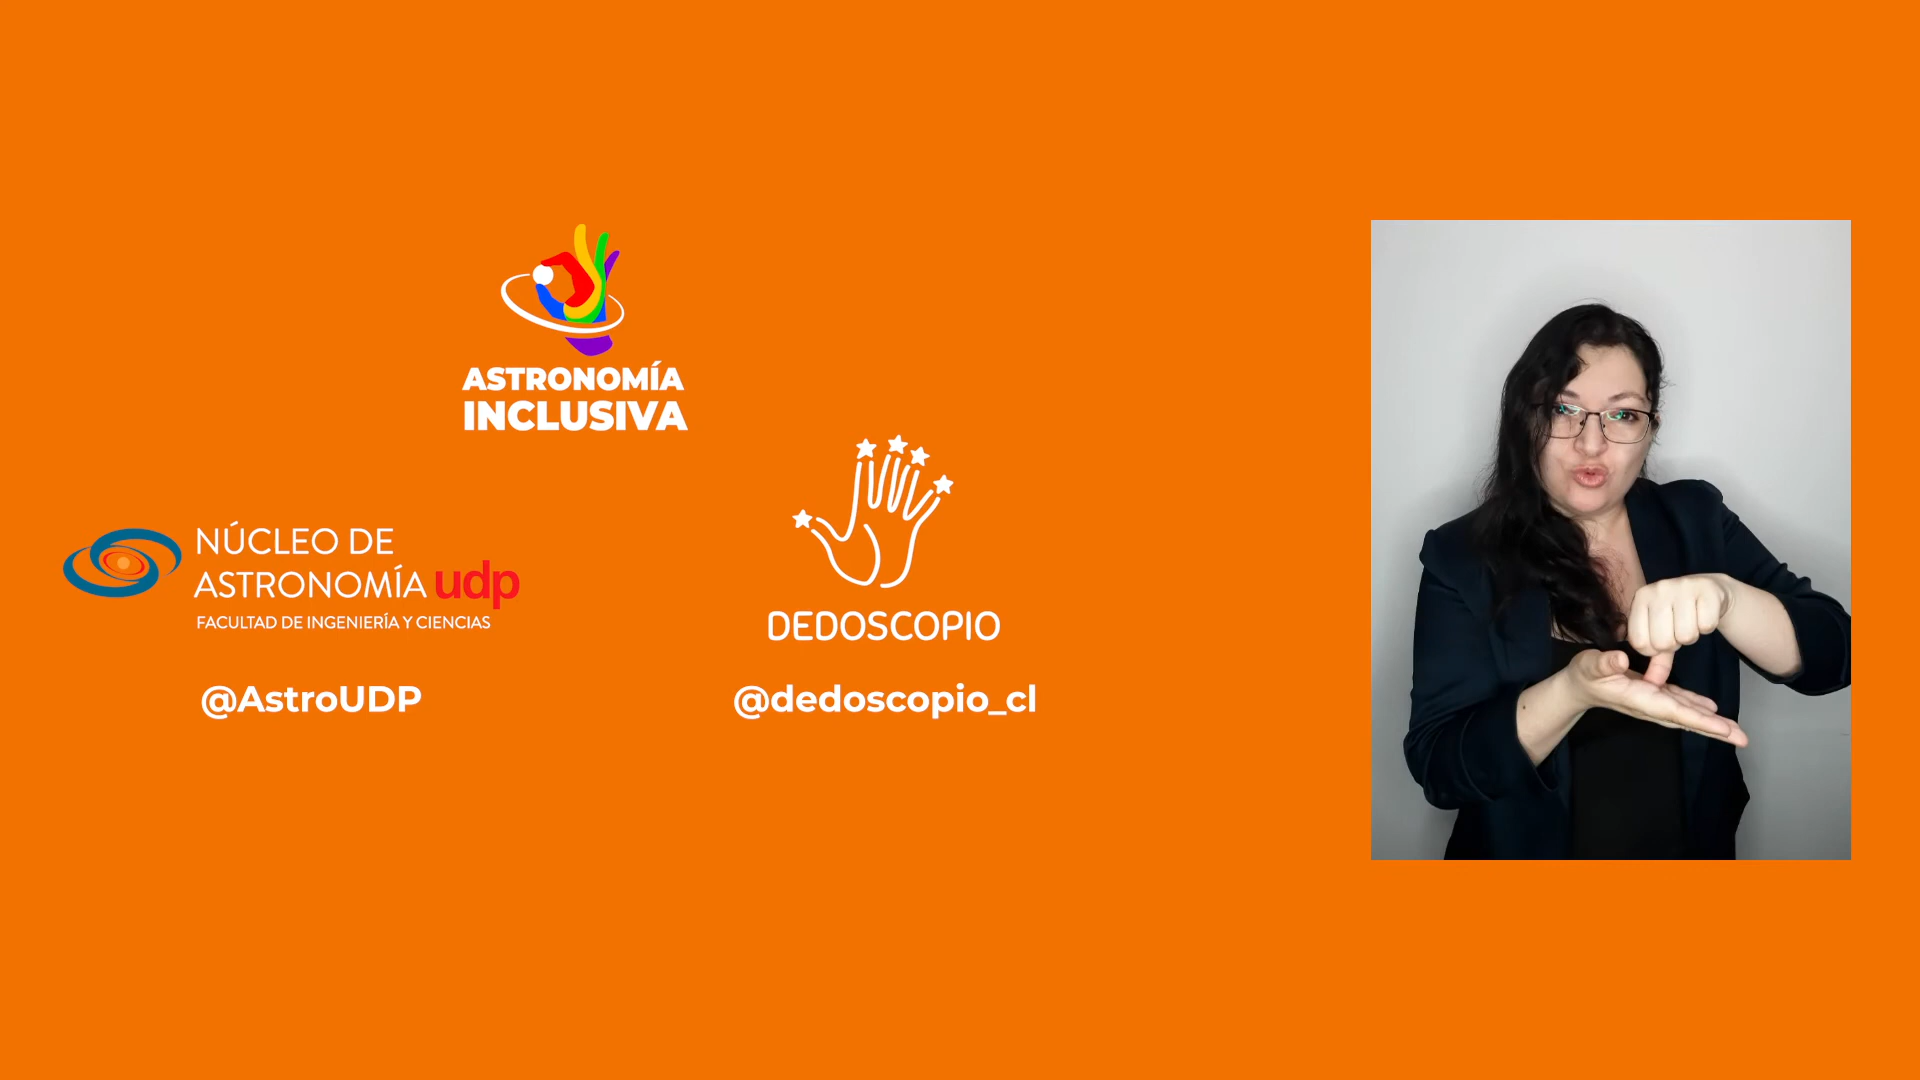 ASTRONOMÍA
INCLUSIVA
NÚCLEO DE
ASTRONOMÍA udp
FACULTAD DE INGENIERÍA Y CIENCIAS
@AstroUDP
DEDOSCOPIO
@dedoscopio_cl